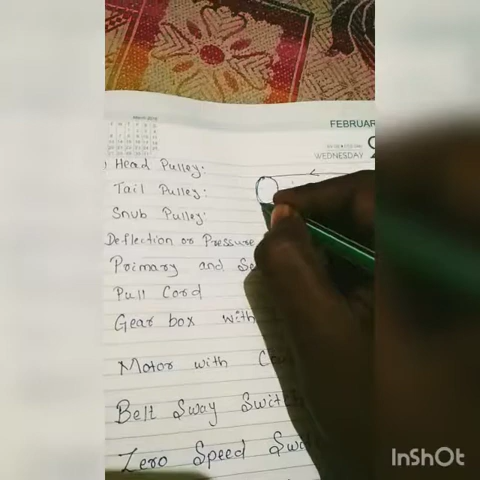 FEBRUAR
WEDNESDAY
Head Pulley.
Tail Pulley:
Snub Pulley:
Deflection or Pressure
Primary and
Pull Cord
Gear box with
Motor with
Belt Sway Switch
Zero Speed
InShOt